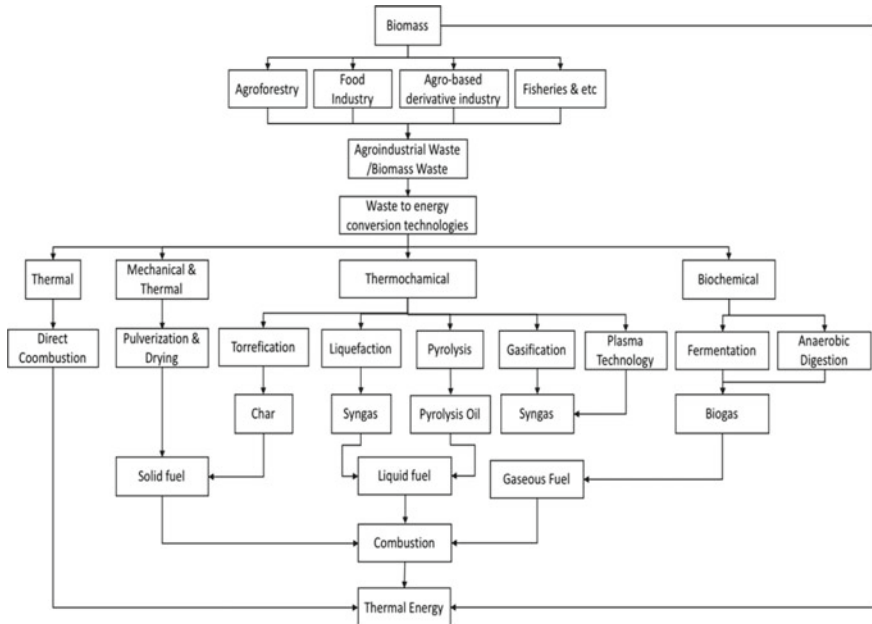 Biomass
Agroforestry
Food
Industry
Agro-based
derivative industry
Fisheries & etc
Agroindustrial Waste
/Biomass Waste
Waste to energy
conversion technologies
Thermal
Mechanical &
Thermal
Thermochamical
Biochemical
Direct
Coombustion
Pulverization &
Drying
Torrefication
Liquefaction
Pyrolysis
Gasification
Plasma
Technology
Fermentation
Anaerobic
Digestion
Char
Syngas
Pyrolysis Oil
Syngas
Biogas
Solid fuel
Liquid fuel
Gaseous Fuel
Combustion
Thermal Energy